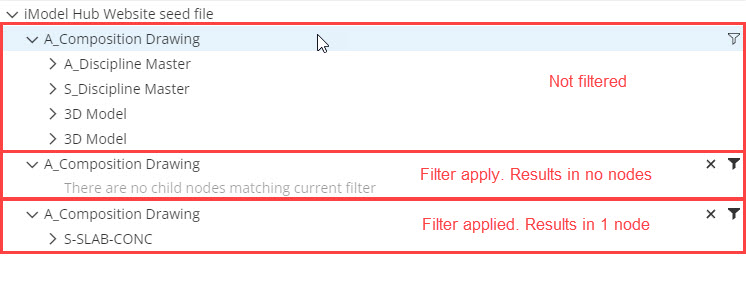 iModel Hub Website seed file
A_Composition Drawing
A_Discipline Master
S_Discipline Master
Not filtered
3D Model
3D Model
A_Composition Drawing
Filter apply. Results in no nodes
There are no child nodes matching current filter
A_Composition Drawing
Filter applied. Results in 1 node
S-SLAB-CONC